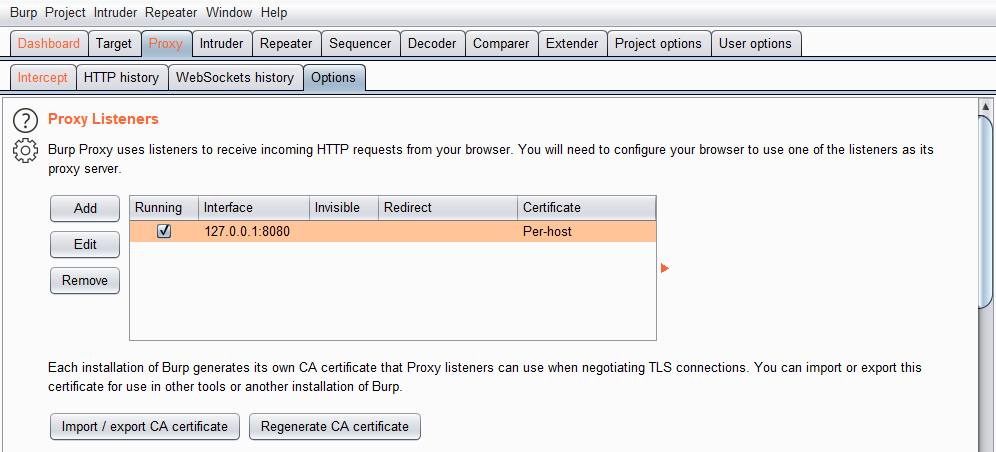 Burp Project Intruder Repeater Window Help
Dashboard Target Proxy Intruder Repeater Sequencer Decoder Comparer Extender Project options User options
Intercept HTTP history WebSockets history Options
? Proxy Listeners
Burp Proxy uses listeners to receive incoming HTTP requests from your browser. You will need to configure your browser to use one of the listeners as its
proxy server.
Add Running Interface Invisible Redirect Certificate
127.0.0.1:8080 Per-host
Edit
Remove
Each installation of Burp generates its own CA certificate that Proxy listeners can use when negotiating TLS connections. You can import or export this
certificate for use in other tools or another installation of Burp.
Import / export CA certificate Regenerate CA certificate